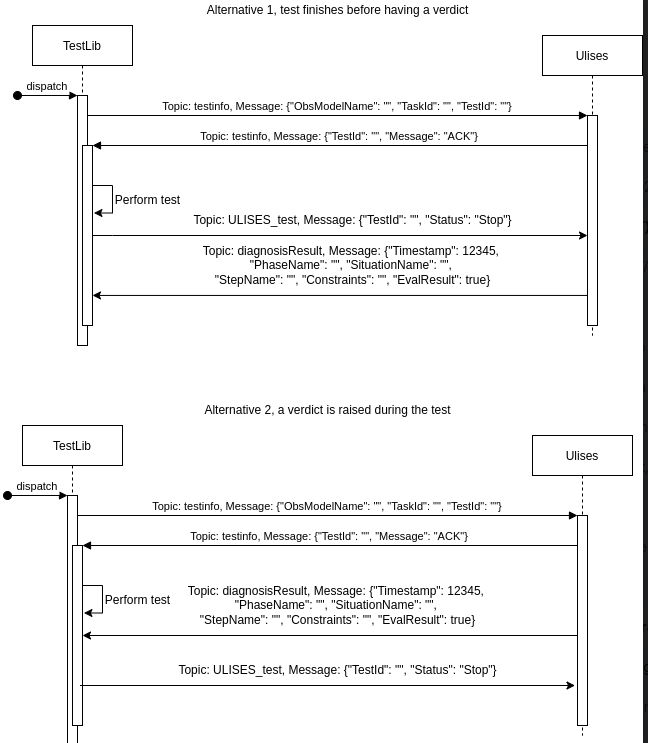 Alternative 1, test finishes before having a verdict
TestLib
Ulises
dispatch
Topic: testinfo, Message: {"ObsModelName": "", "TaskId": "", "TestId": ""}
Topic: testinfo, Message: {"TestId": "", "Message": "ACK"}
Perform test
Topic: ULISES_test, Message: {"TestId": "", "Status": "Stop"}
Topic: diagnosisResult, Message: {"Timestamp": 12345,
"PhaseName": "", "SituationName": "",
"StepName": "", "Constraints": "", "EvalResult": true}
Alternative 2, a verdict is raised during the test
TestLib
Ulises
dispatch
Topic: testinfo, Message: {"ObsModelName": "", "TaskId": "", "TestId": ""}
Topic: testinfo, Message: {"TestId": "", "Message": "ACK"}
Perform test
Topic: diagnosisResult, Message: {"Timestamp": 12345,
"PhaseName": "", "SituationName": "",
"StepName": "", "Constraints": "", "EvalResult": true}
Topic: ULISES_test, Message: {"TestId": "", "Status": "Stop"}